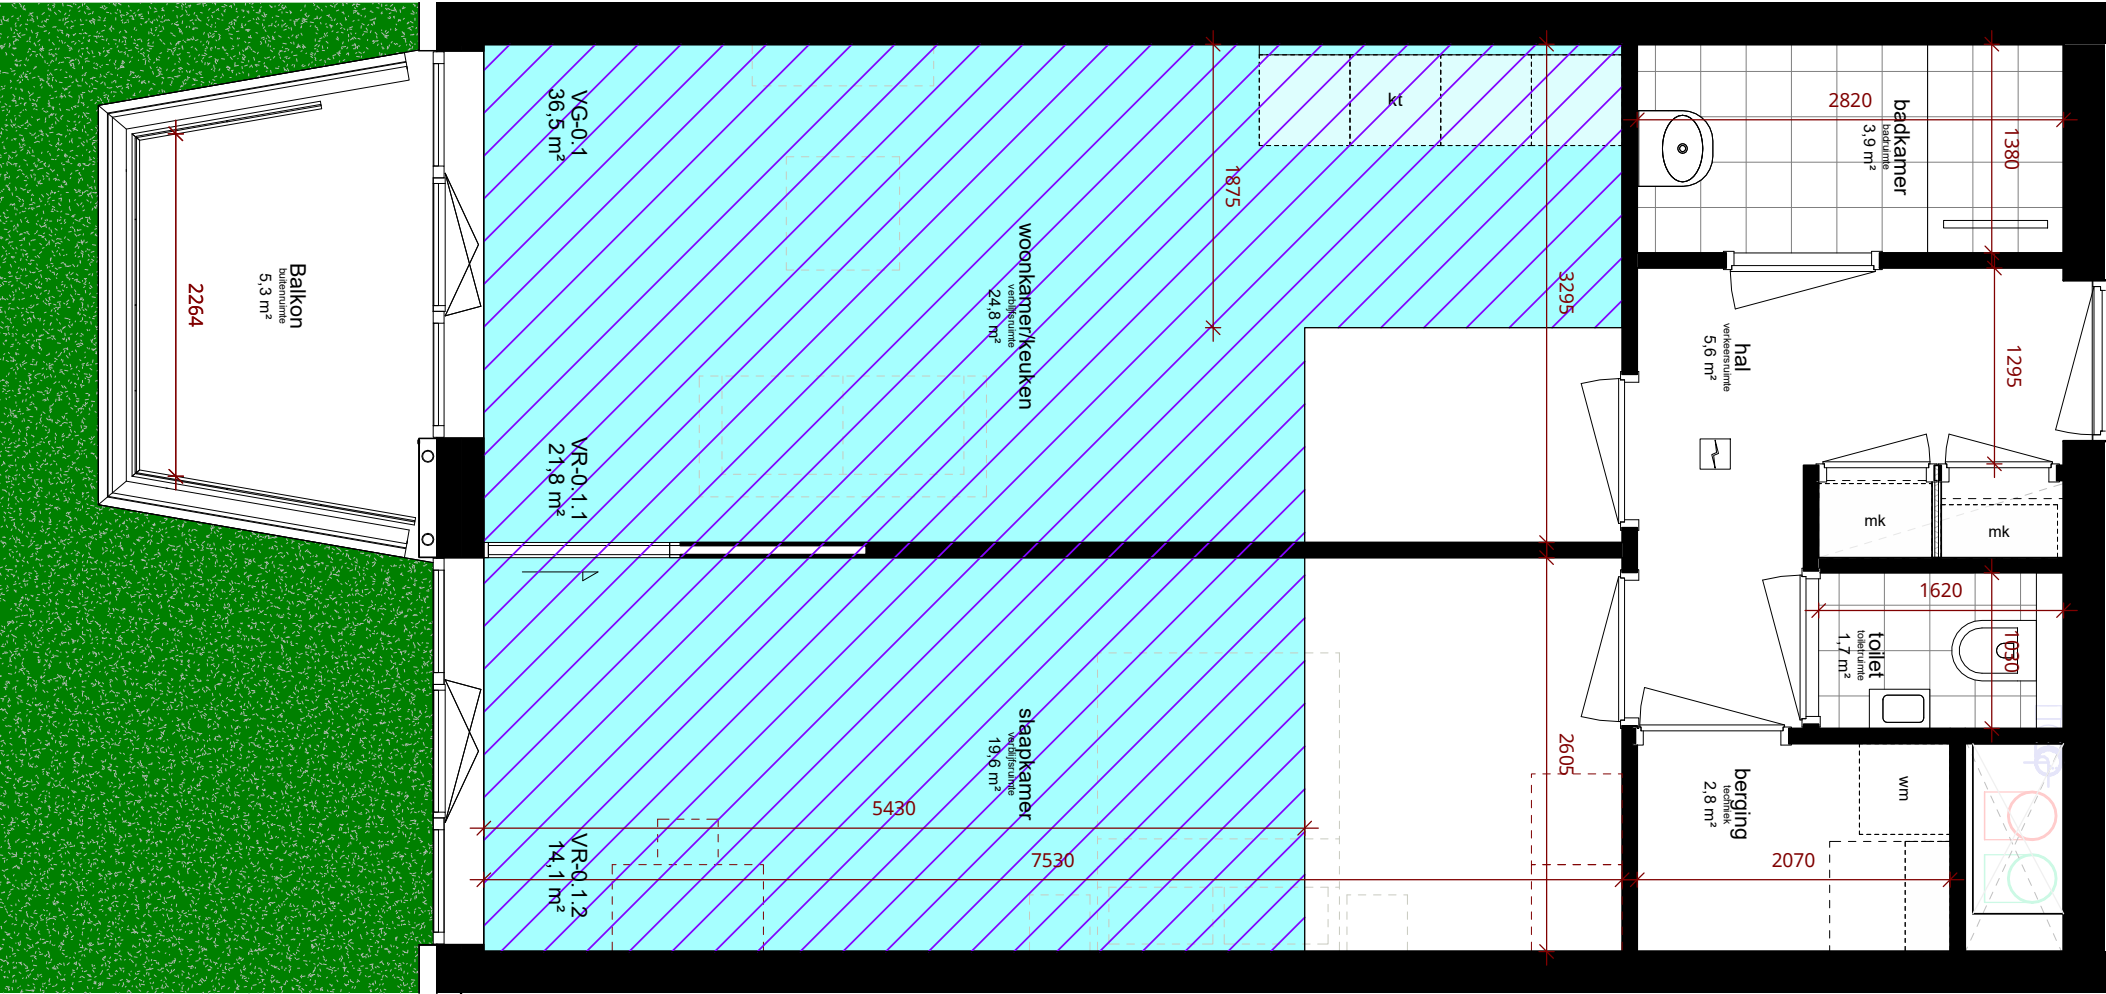 VG-0.1
36,5 m²
VR-0.1.1
21,8 m²
VR-0.1.2
14,1 m²
Balkon
buitenruimte
5,3 m²
2264
woonkamer/keuken
verblijfsruimte
24,8 m²
kt
1875
3295
slaapkamer
verblijfsruimte
19,6 m²
5430
7530
2605
badkamer
badruimte
3,9 m²
2820
1380
hal
verkeersruimte
5,6 m²
1295
mk
mk
toilet
toiletruimte
1,7 m²
1620
1030
berging
techniek
2,8 m²
wm
2070